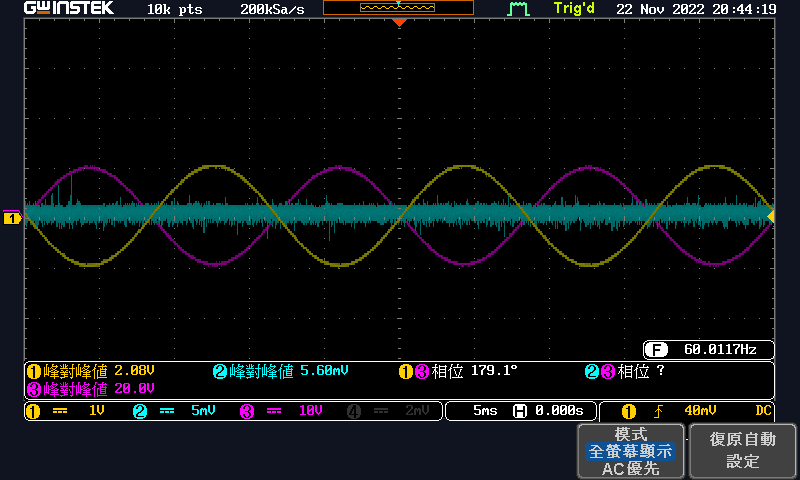 GWINSTEK 10k pts 200kSa/s Trig'd 22 Nov 2022 20:44:19
1
F 60.0117Hz
1 峰對峰值 2.08V 2 峰對峰值 5.60mV 1 3 相位 179.1° 2 3 相位 ?
3 峰對峰值 20.0V
1 1V 2 5mV 3 10V 4 2mV 5ms H 0.000s 1 40mV DC
模式
全螢幕顯示
AC優先
復原自動
設定